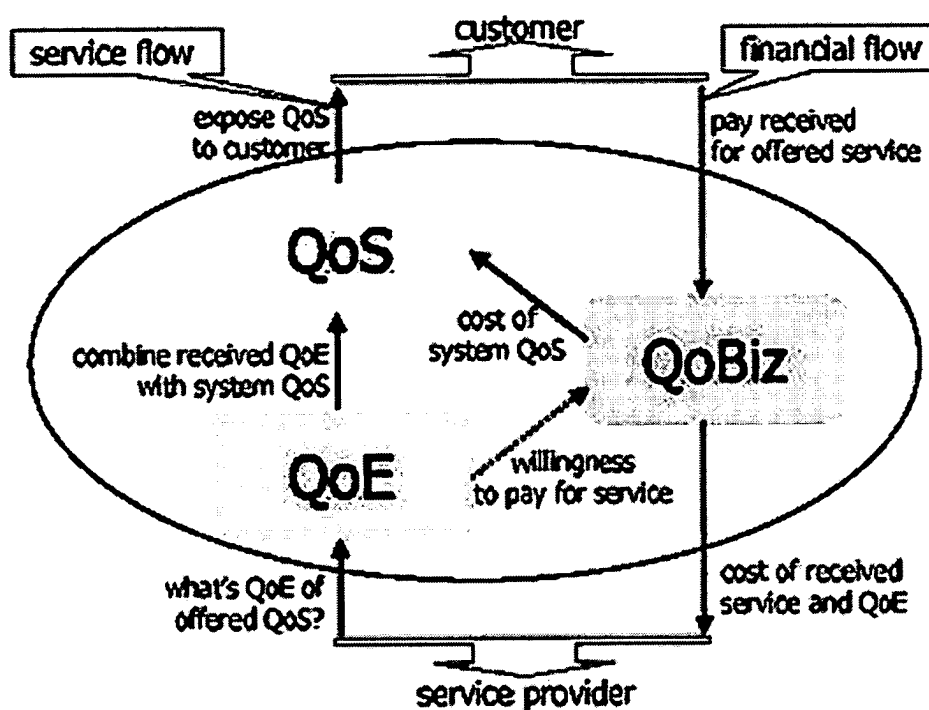 customer
service flow
financial flow
expose QoS
to customer
pay received
for offered service
QoS
cost of
system QoS
QoBiz
combine received QoE
with system QoS
QoE
willingness
to pay for service
what's QoE of
offered QoS?
cost of received
service and QoE
service provider